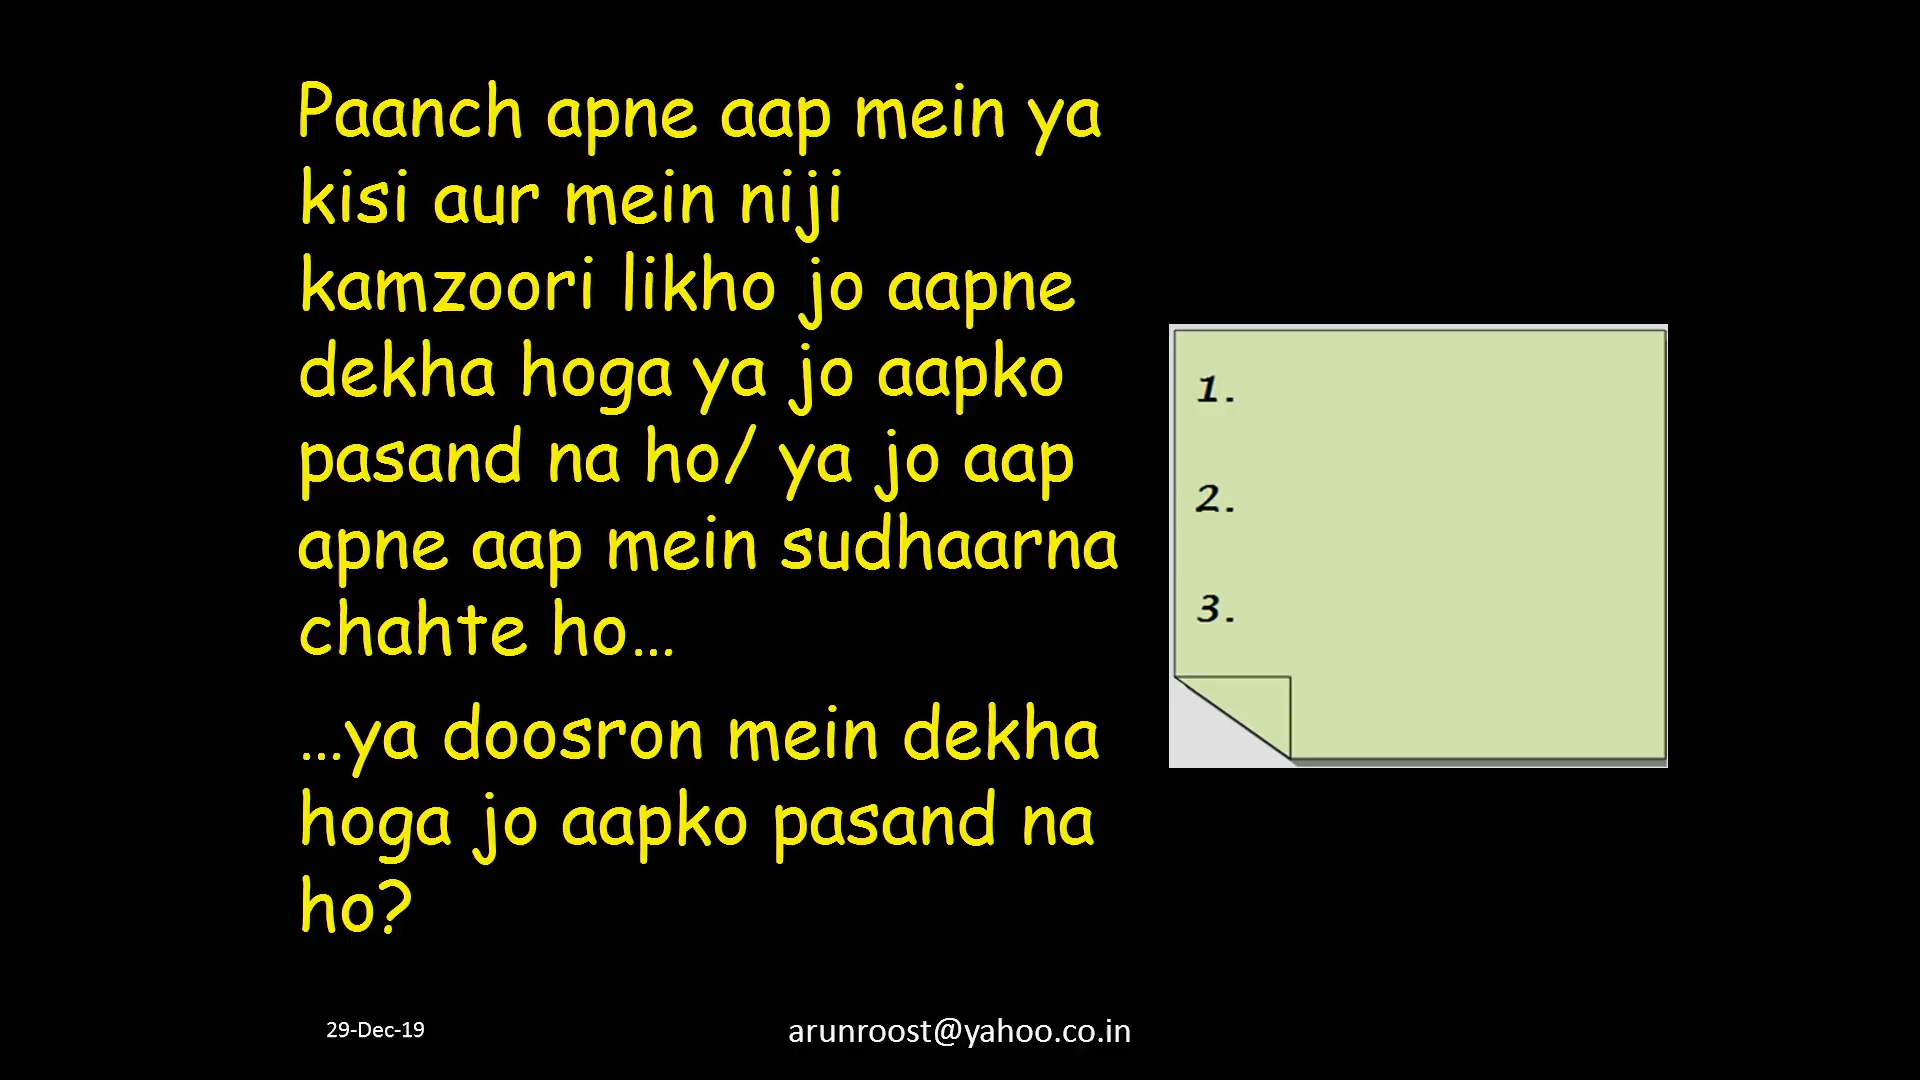 Paanch apne aap mein ya
kisi aur mein niji
kamzoori likho jo aapne
dekha hoga ya jo aapko
pasand na ho/ ya jo aap
apne aap mein sudhaarna
chahte ho...
...ya doosron mein dekha
hoga jo aapko pasand na
ho?
1.
2.
3.
29-Dec-19
arunroost@yahoo.co.in